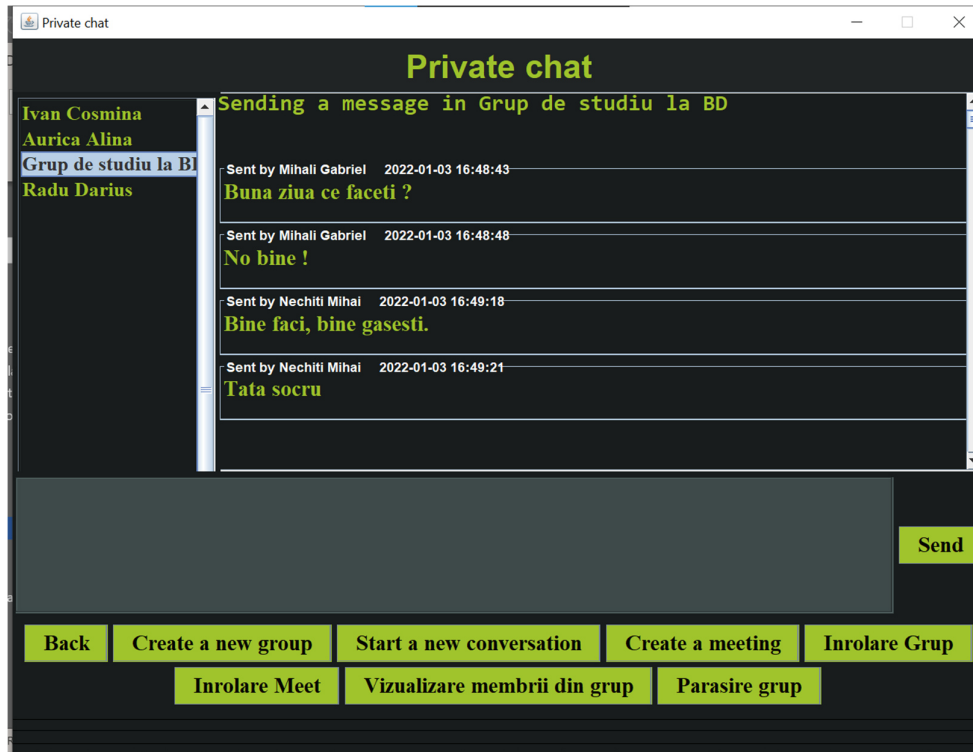 Private chat
Private chat
Ivan Cosmina
Aurica Alina
Grup de studiu la BD
Radu Darius
Sending a message in Grup de studiu la BD
Sent by Mihali Gabriel 2022-01-03 16:48:43
Buna ziua ce faceti ?
Sent by Mihali Gabriel 2022-01-03 16:48:48
No bine !
Sent by Nechiti Mihai 2022-01-03 16:49:18
Bine faci, bine gasesti.
Sent by Nechiti Mihai 2022-01-03 16:49:21
Tata socru
Send
Back Create a new group Start a new conversation Create a meeting Inrolare Grup
Inrolare Meet Vizualizare membrii din grup Parasire grup